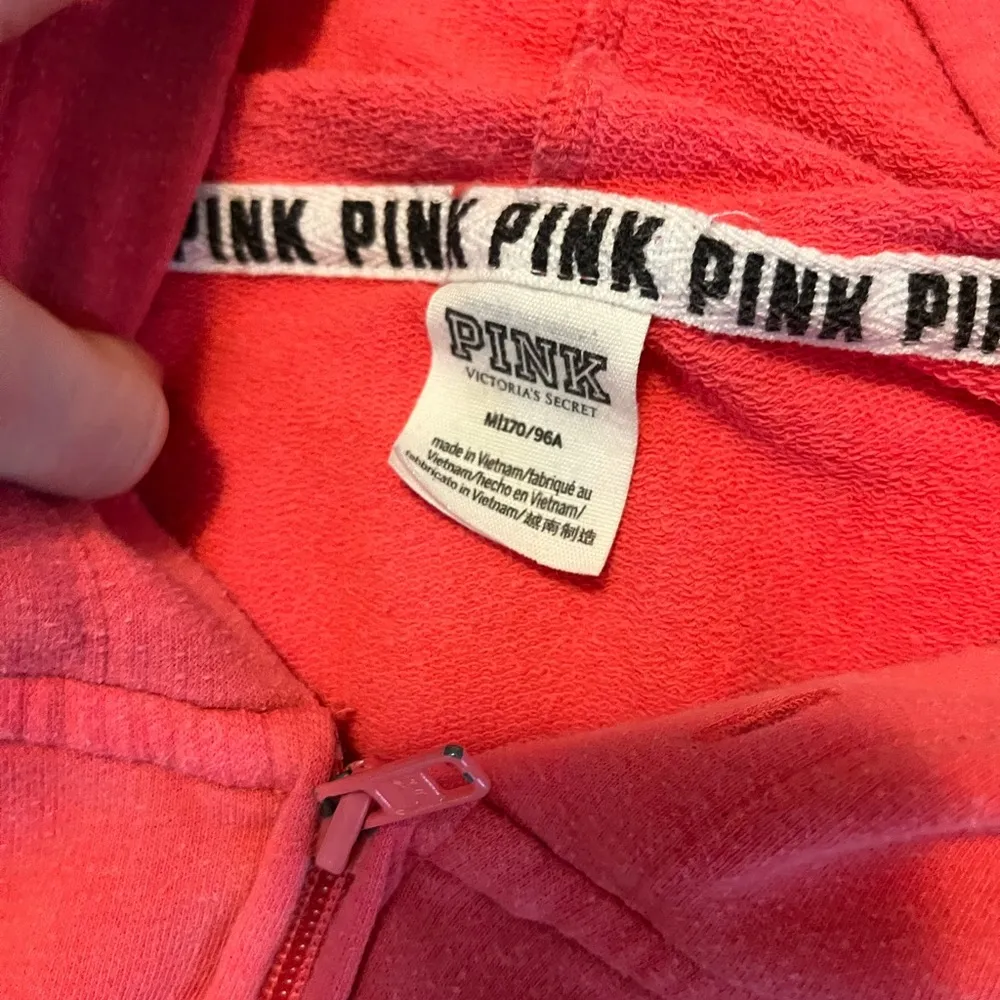 PINK PINK PINK PINK PI
PINK
VICTORIA'S SECRET
M|170/96A
made in Vietnam/fabriqué au
Vietnam/hecho en Vietnam/
fabbricato in Vietnam/越南制造